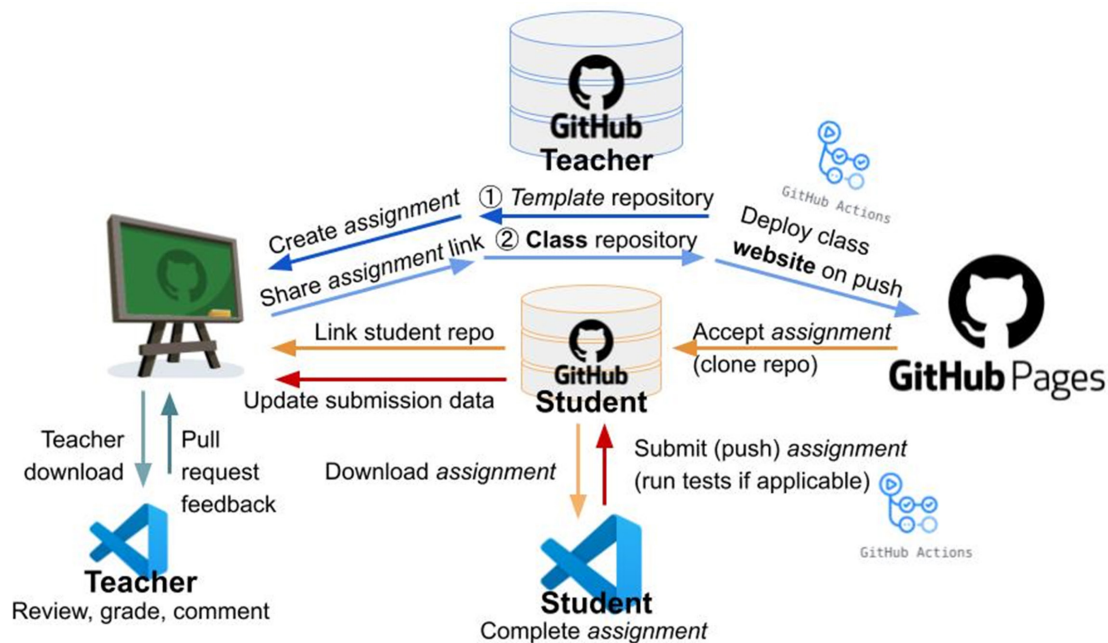 GitHub
Teacher
GitHub Actions
① Template repository
Create assignment
② Class repository
Share assignment link
Deploy class
website on push
GitHub Pages
Link student repo
Update submission data
GitHub
Student
Accept assignment
(clone repo)
Teacher
download
Pull
request
feedback
Download assignment
Submit (push) assignment
(run tests if applicable)
GitHub Actions
Teacher
Review, grade, comment
Student
Complete assignment